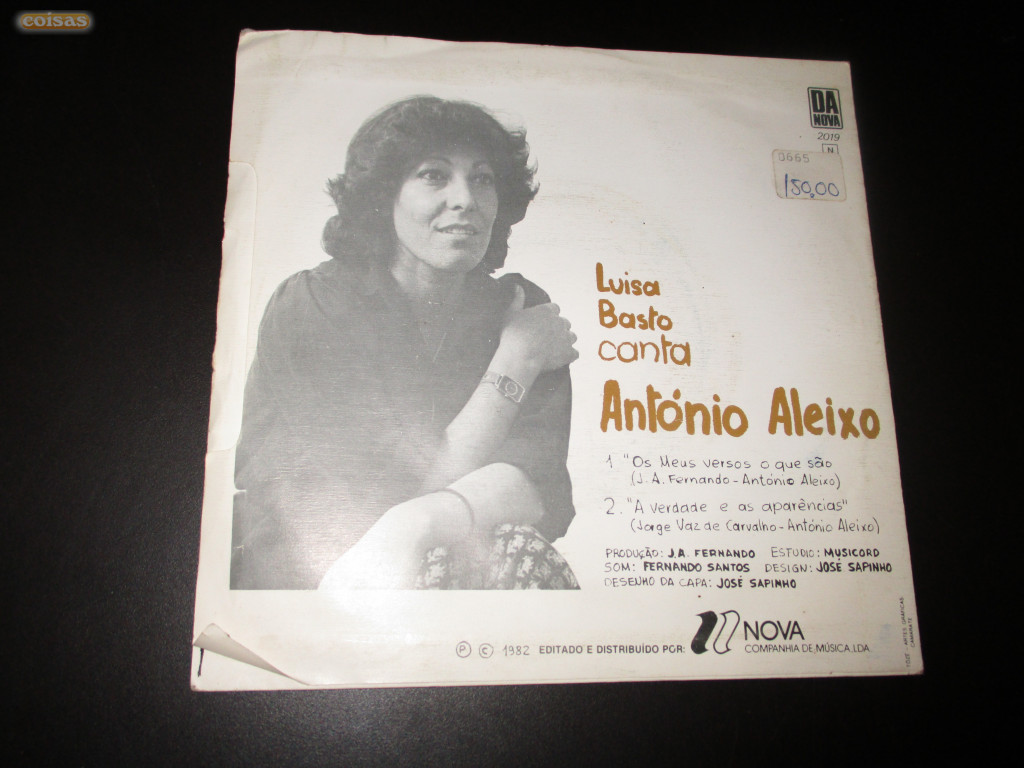 coisas
DA
NOVA
2019
N
0665
150,00
Luisa
Basto
canta
António Aleixo
1 "Os Meus versos o que são
(J. A. Fernando - António Aleixo)
2. "A verdade e as aparências"
(Jorge Vaz de Carvalho - António Aleixo)
PRODUÇÃO: J.A. FERNANDO ESTUDIO: MUSICORD
SOM: FERNANDO SANTOS DESIGN: JOSÉ SAPINHO
DESENHO DA CAPA: JOSÉ SAPINHO
Ⓟ © 1982 EDITADO E DISTRIBUÍDO POR:
NOVA
COMPANHIA DE MÚSICA, LDA.